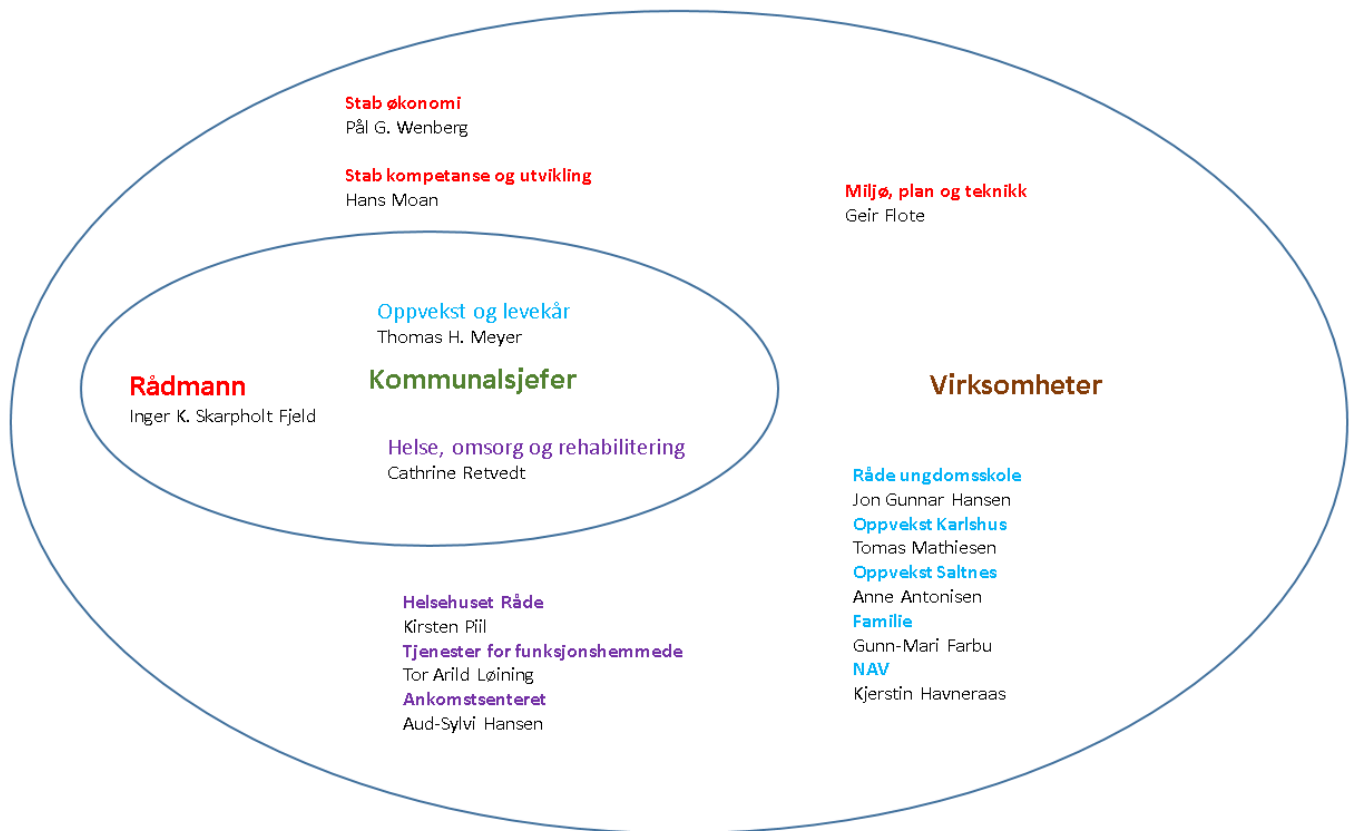 Stab økonomi
Pål G. Wenberg
Stab kompetanse og utvikling
Hans Moan
Miljø, plan og teknikk
Geir Flote
Oppvekst og levekår
Thomas H. Meyer
Rådmann
Inger K. Skarpholt Fjeld
Kommunalsjefer
Virksomheter
Helse, omsorg og rehabilitering
Cathrine Retvedt
Råde ungdomsskole
Jon Gunnar Hansen
Oppvekst Karlshus
Tomas Mathiesen
Oppvekst Saltnes
Anne Antonisen
Familie
Gunn-Mari Farbu
NAV
Kjerstin Havneraas
Helsehuset Råde
Kirsten Piil
Tjenester for funksjonshemmede
Tor Arild Løining
Ankomstsenteret
Aud-Sylvi Hansen